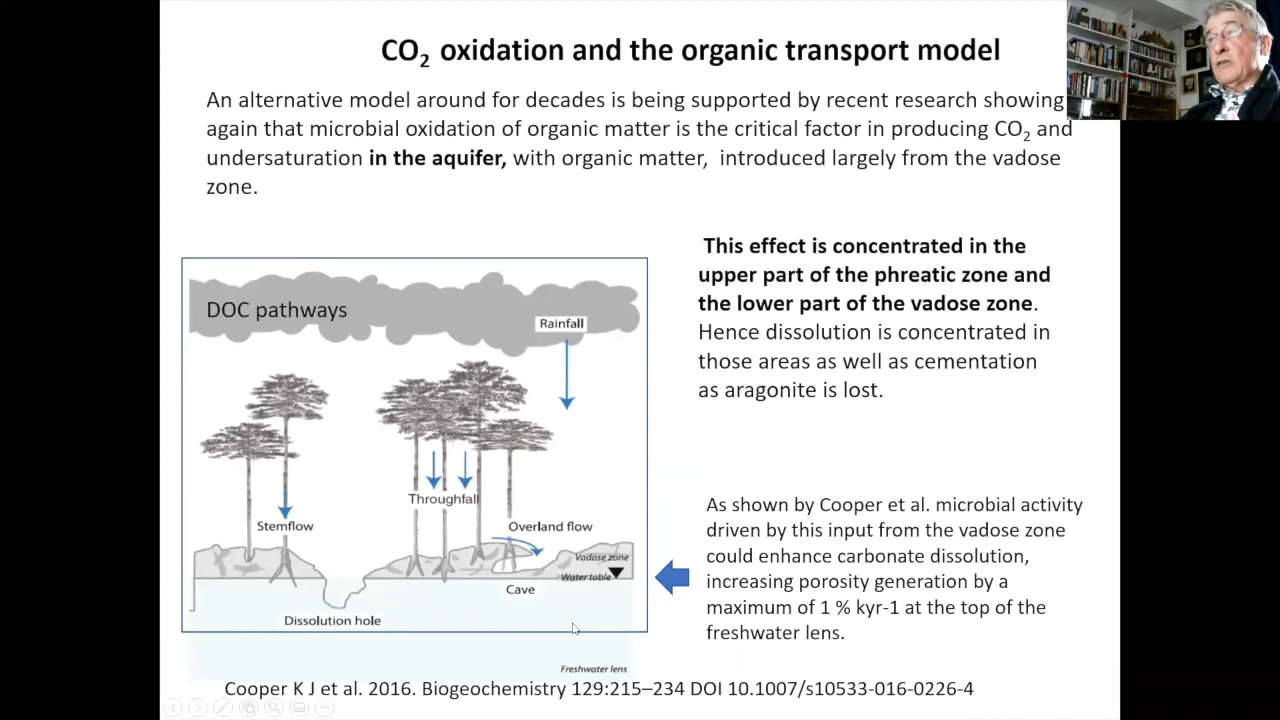 CO₂ oxidation and the organic transport model
An alternative model around for decades is being supported by recent research showing
again that microbial oxidation of organic matter is the critical factor in producing CO₂ and
undersaturation in the aquifer, with organic matter, introduced largely from the vadose
zone.
This effect is concentrated in the
upper part of the phreatic zone and
the lower part of the vadose zone.
Hence dissolution is concentrated in
those areas as well as cementation
as aragonite is lost.
DOC pathways
Rainfall
Throughfall
Stemflow
Overland flow
Vadose zone
Water table
Cave
Dissolution hole
Freshwater lens
As shown by Cooper et al. microbial activity
driven by this input from the vadose zone
could enhance carbonate dissolution,
increasing porosity generation by a
maximum of 1 % kyr-1 at the top of the
freshwater lens.
Cooper K J et al. 2016. Biogeochemistry 129:215–234 DOI 10.1007/s10533-016-0226-4